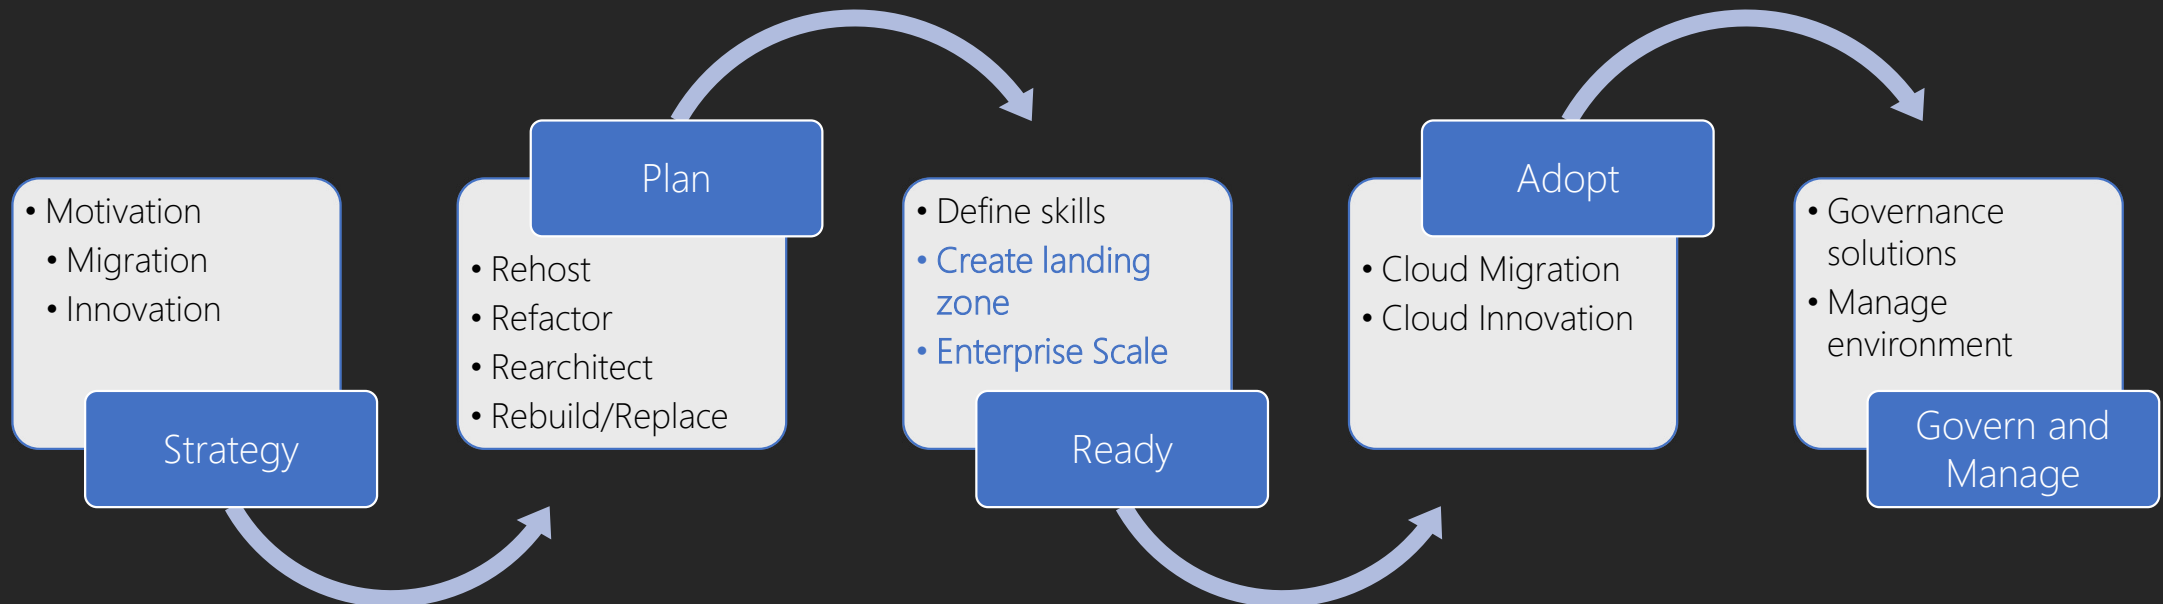 • Motivation
• Migration
• Innovation
Strategy
Plan
• Rehost
• Refactor
• Rearchitect
• Rebuild/Replace
• Define skills
• Create landing
zone
• Enterprise Scale
Ready
Adopt
• Cloud Migration
• Cloud Innovation
• Governance
solutions
• Manage
environment
Govern and
Manage